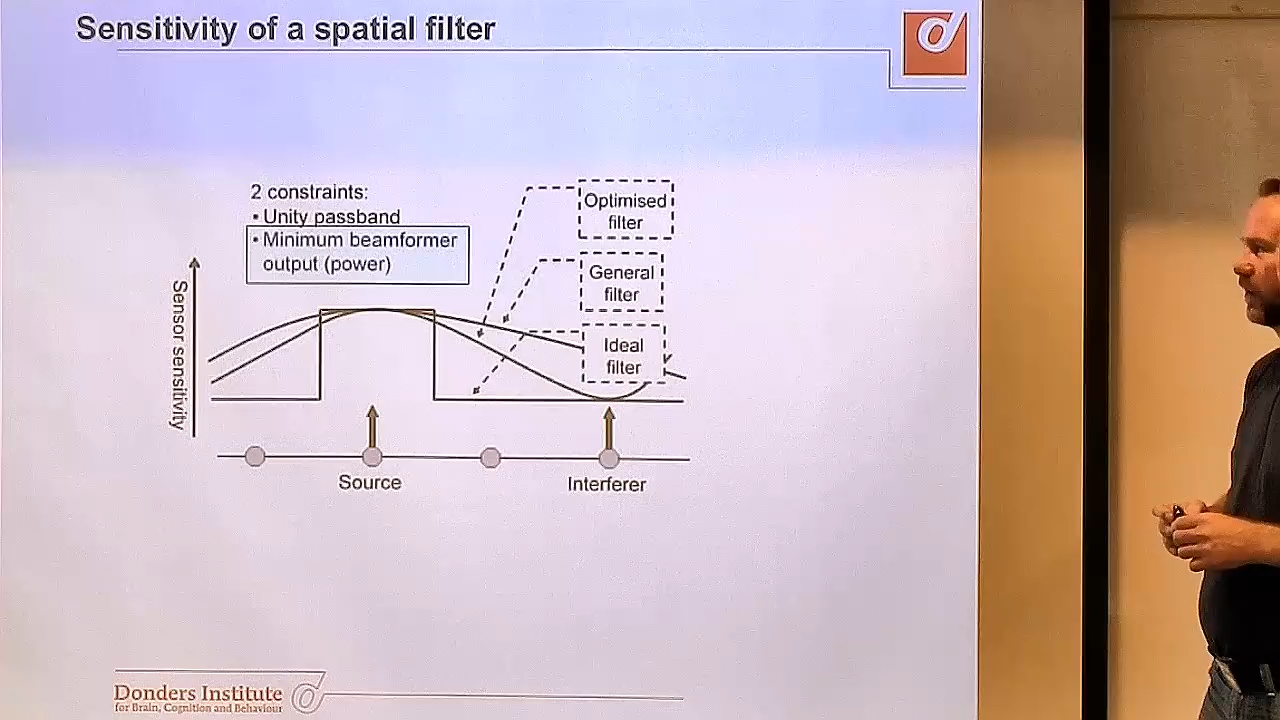 Sensitivity of a spatial filter
2 constraints:
• Unity passband
• Minimum beamformer
output (power)
Optimised
filter
General
filter
Ideal
filter
Sensor sensitivity
Source
Interferer
Donders Institute
for Brain, Cognition and Behaviour